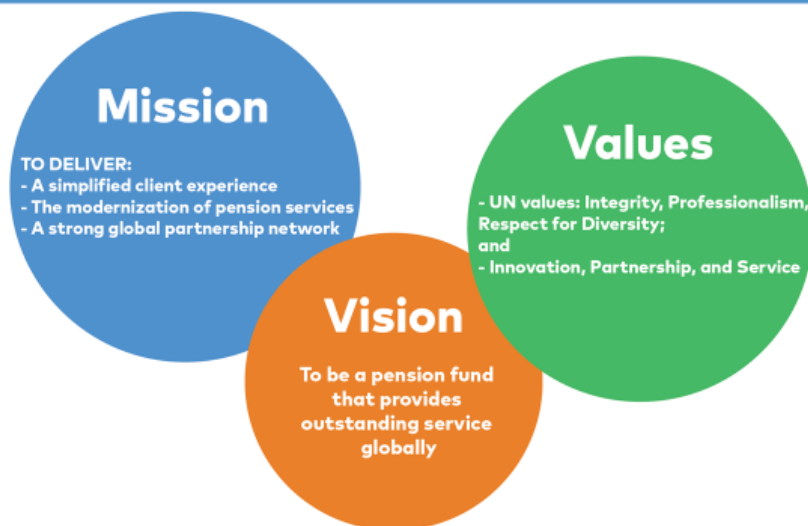 Mission
TO DELIVER:
- A simplified client experience
- The modernization of pension services
- A strong global partnership network
Vision
To be a pension fund
that provides
outstanding service
globally
Values
- UN values: Integrity, Professionalism,
Respect for Diversity;
and
- Innovation, Partnership, and Service